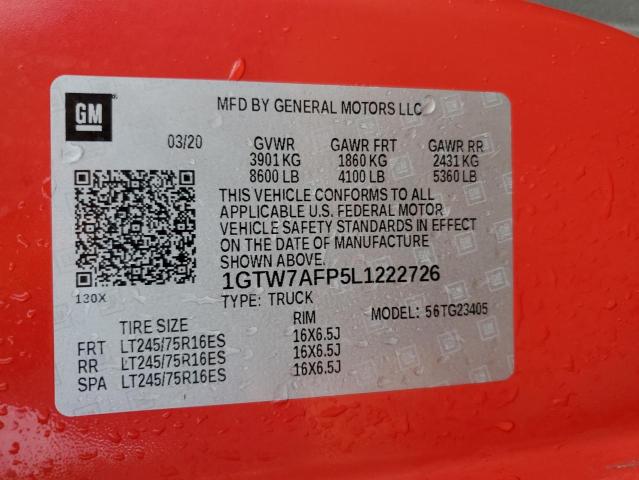 GM
MFD BY GENERAL MOTORS LLC
03/20 GVWR GAWR FRT GAWR RR
3901 KG 1860 KG 2431 KG
8600 LB 4100 LB 5360 LB
THIS VEHICLE CONFORMS TO ALL
APPLICABLE U.S. FEDERAL MOTOR
VEHICLE SAFETY STANDARDS IN EFFECT
ON THE DATE OF MANUFACTURE
SHOWN ABOVE.
1GTW7AFP5L1222726
130X
TYPE: TRUCK
MODEL: 56TG23405
TIRE SIZE RIM
FRT LT245/75R16ES 16X6.5J
RR LT245/75R16ES 16X6.5J
SPA LT245/75R16ES 16X6.5J